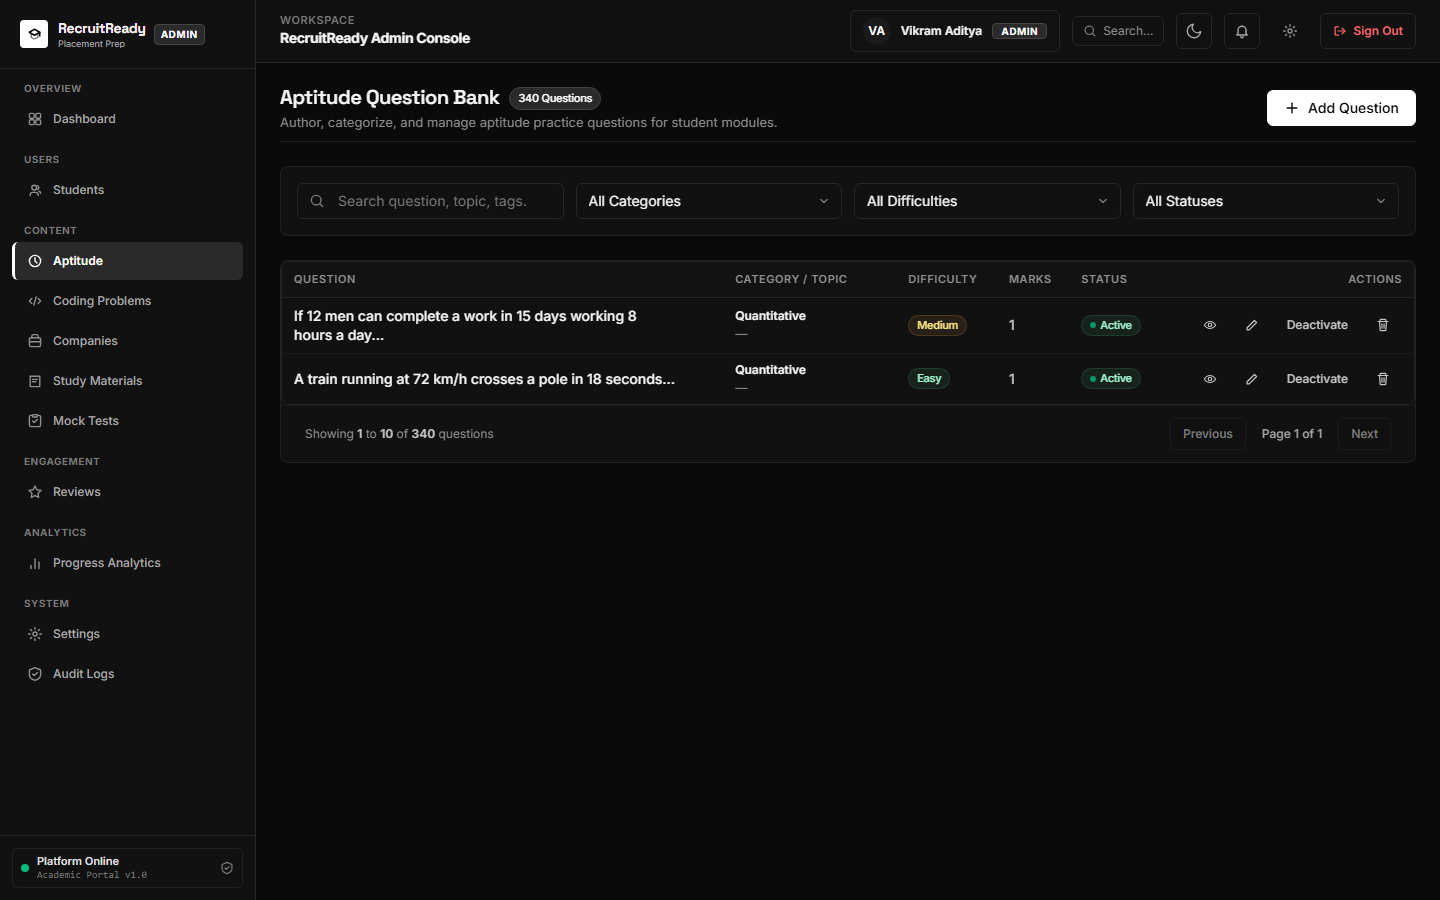 RecruitReady
Placement Prep
ADMIN
OVERVIEW
Dashboard
USERS
Students
CONTENT
Aptitude
Coding Problems
Companies
Study Materials
Mock Tests
ENGAGEMENT
Reviews
ANALYTICS
Progress Analytics
SYSTEM
Settings
Audit Logs
Platform Online
Academic Portal v1.0
WORKSPACE
RecruitReady Admin Console
VA Vikram Aditya ADMIN
Search...
Sign Out
Aptitude Question Bank 340 Questions
Author, categorize, and manage aptitude practice questions for student modules.
Add Question
Search question, topic, tags.
All Categories
All Difficulties
All Statuses
QUESTION CATEGORY / TOPIC DIFFICULTY MARKS STATUS ACTIONS
If 12 men can complete a work in 15 days working 8
hours a day...
Quantitative
—
Medium
1
Active
Deactivate
A train running at 72 km/h crosses a pole in 18 seconds...
Quantitative
—
Easy
1
Active
Deactivate
Showing 1 to 10 of 340 questions
Previous
Page 1 of 1
Next